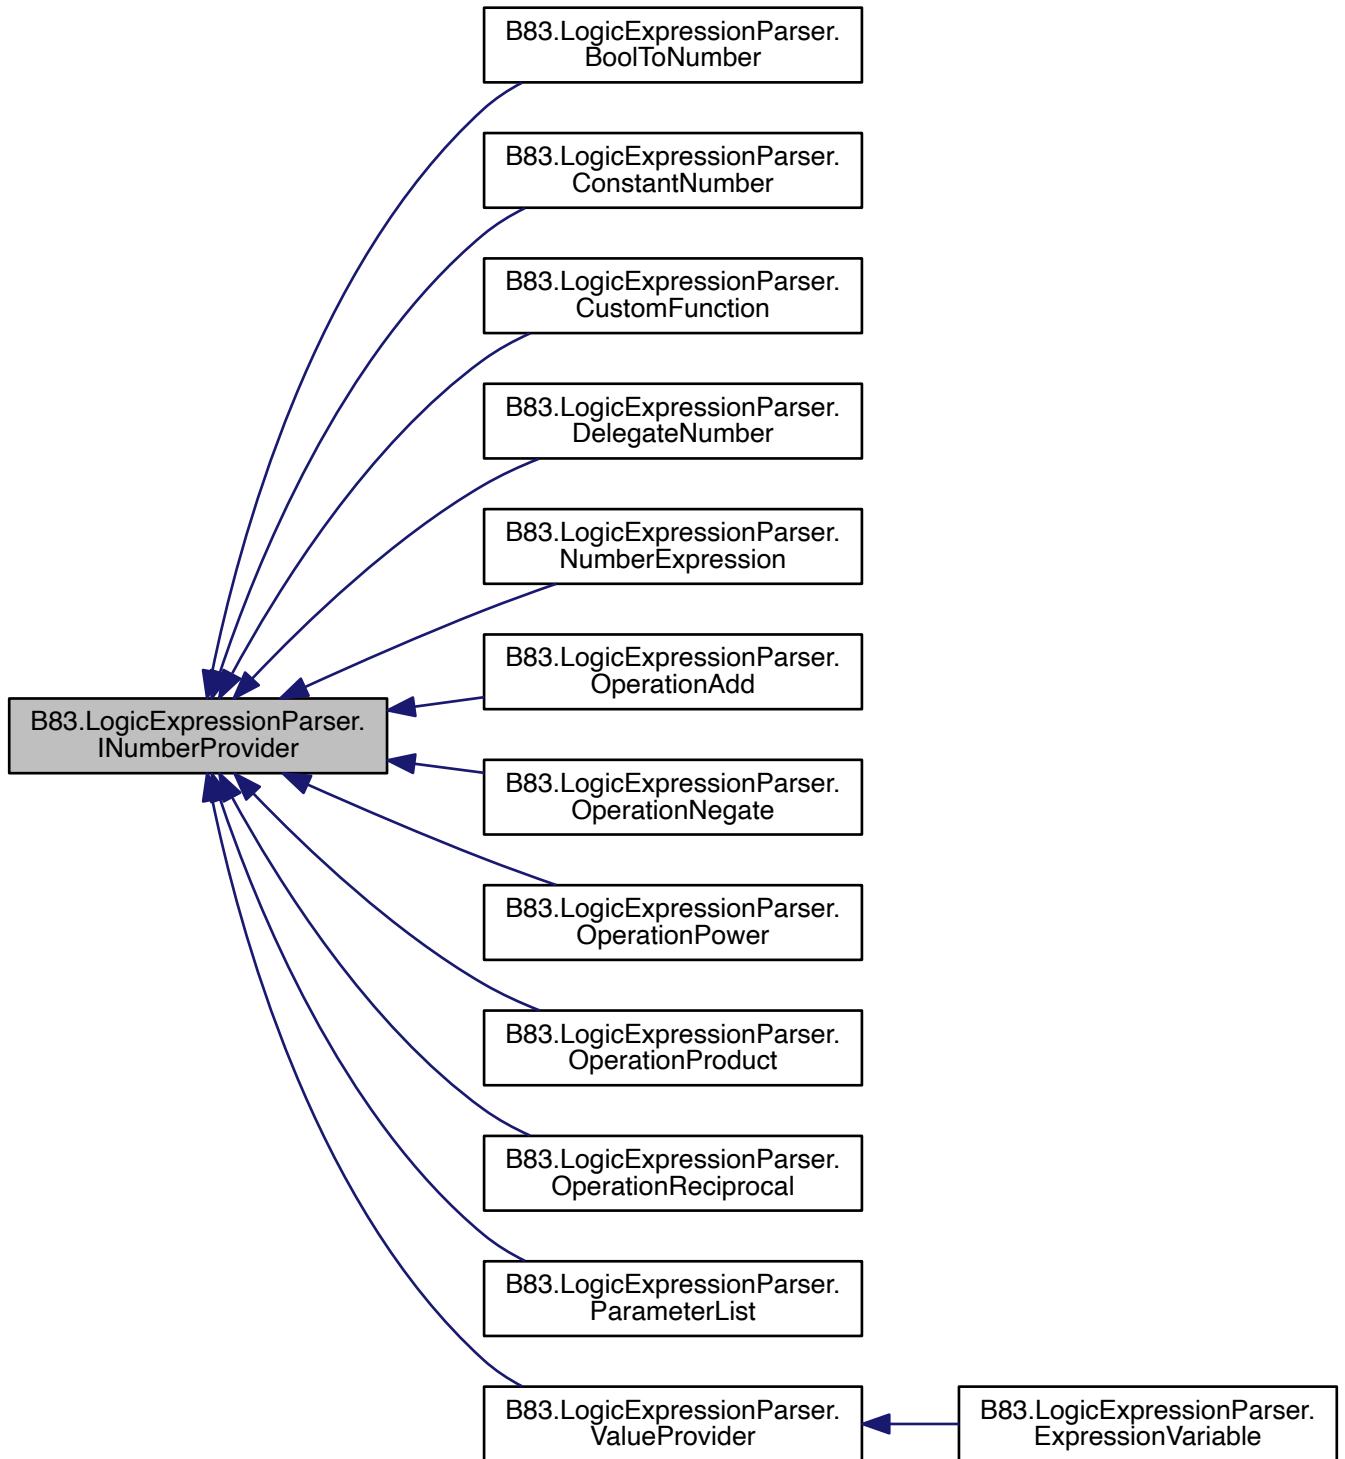 B83.LogicExpressionParser.
BoolToNumber
B83.LogicExpressionParser.
ConstantNumber
B83.LogicExpressionParser.
CustomFunction
B83.LogicExpressionParser.
DelegateNumber
B83.LogicExpressionParser.
NumberExpression
B83.LogicExpressionParser.
OperationAdd
B83.LogicExpressionParser.
INumberProvider
B83.LogicExpressionParser.
OperationNegate
B83.LogicExpressionParser.
OperationPower
B83.LogicExpressionParser.
OperationProduct
B83.LogicExpressionParser.
OperationReciprocal
B83.LogicExpressionParser.
ParameterList
B83.LogicExpressionParser.
ValueProvider
B83.LogicExpressionParser.
ExpressionVariable